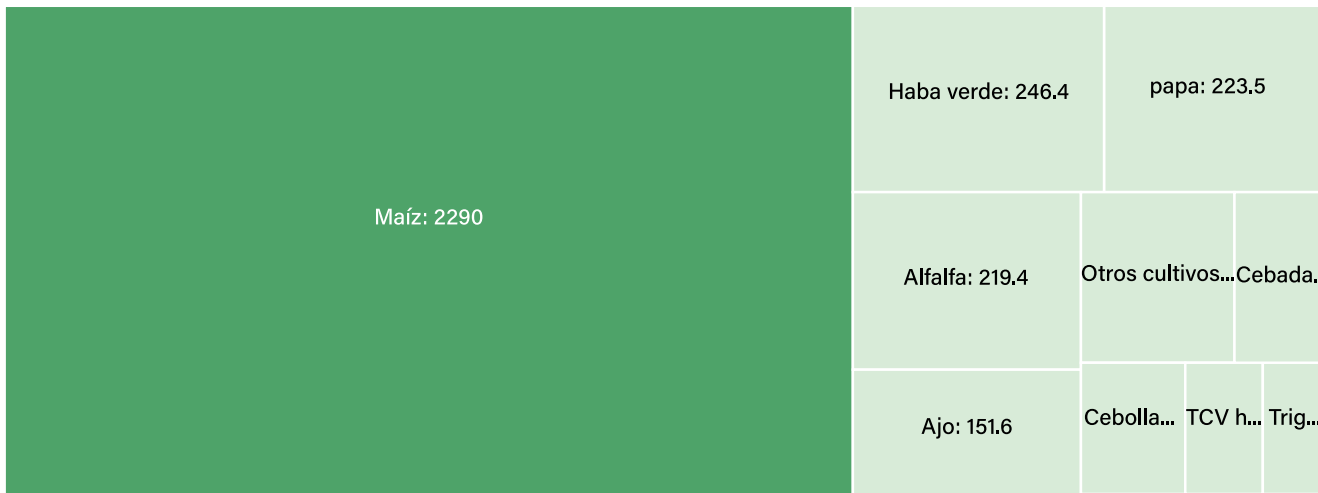 Maíz: 2290
Haba verde: 246.4
papa: 223.5
Alfalfa: 219.4
Otros cultivos...
Cebada.
Ajo: 151.6
Cebolla...
TCV h...
Trig...